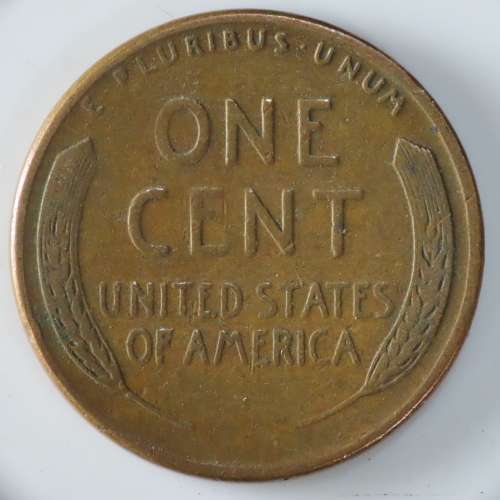 E·PLURIBUS·UNUM
ONE
CENT
UNITED·STATES
OF AMERICA